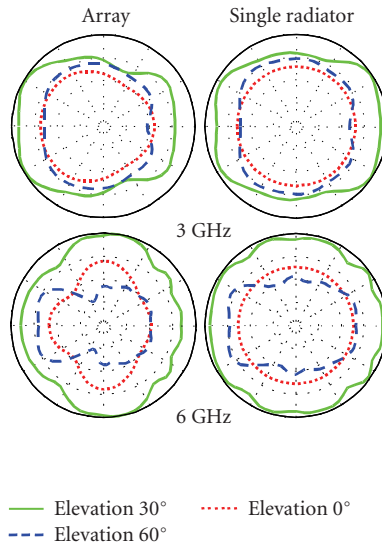 Array
Single radiator
3 GHz
6 GHz
Elevation 30°
Elevation 0°
Elevation 60°